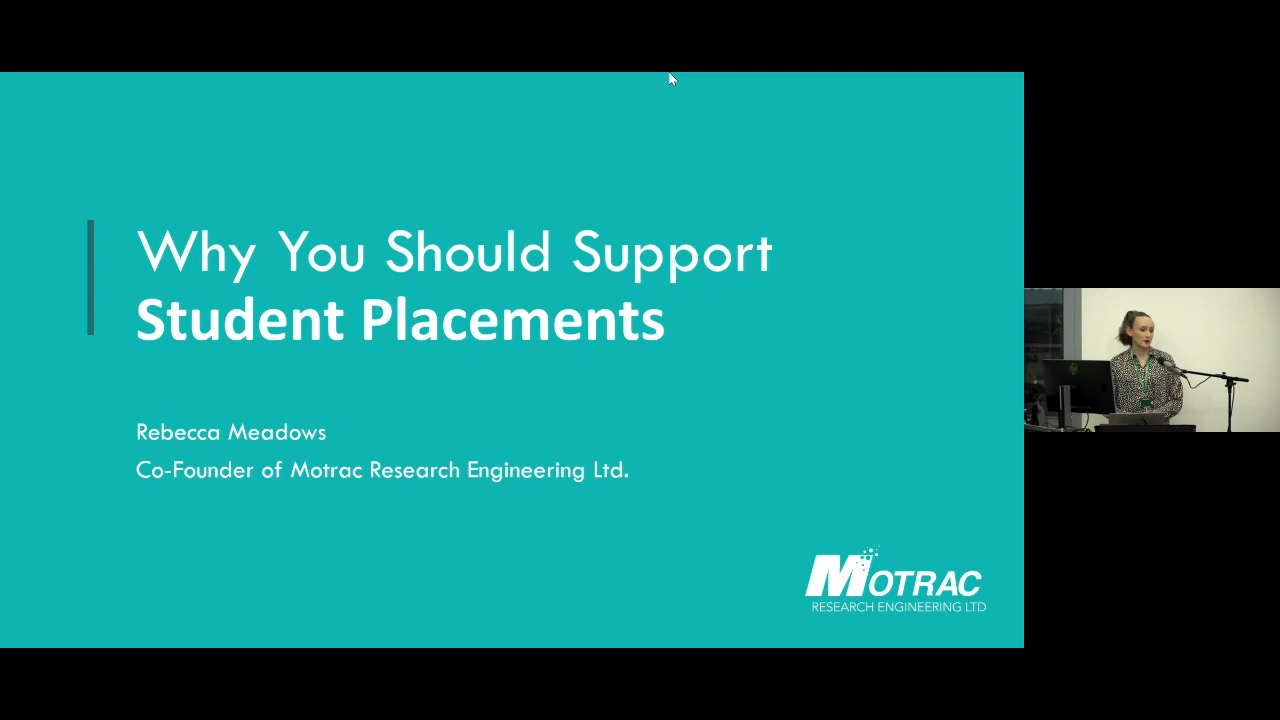 Why You Should Support
Student Placements
Rebecca Meadows
Co-Founder of Motrac Research Engineering Ltd.
MOTRAC
RESEARCH ENGINEERING LTD